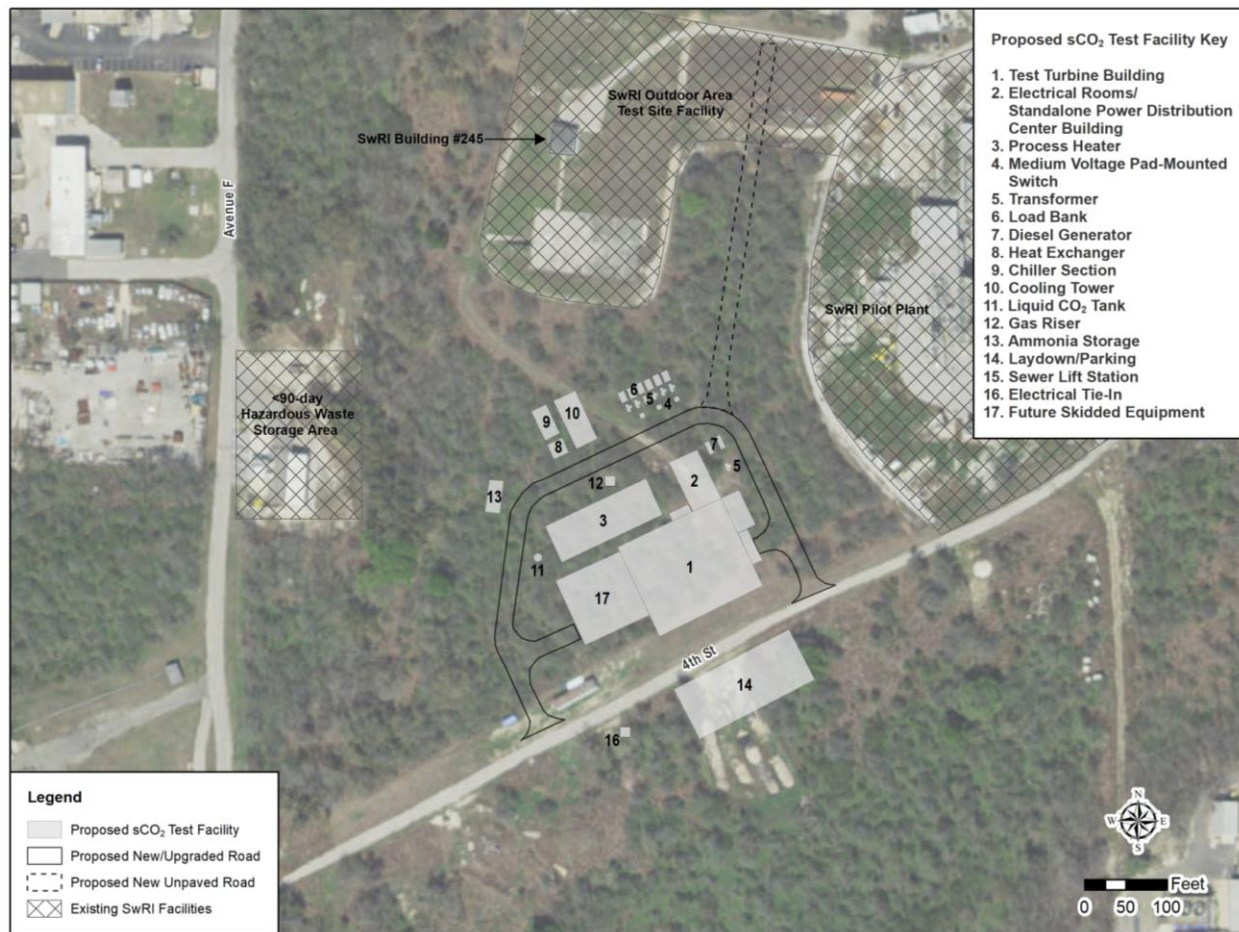 Proposed sCO₂ Test Facility Key
1. Test Turbine Building
2. Electrical Rooms/
Standalone Power Distribution
Center Building
3. Process Heater
4. Medium Voltage Pad-Mounted
Switch
5. Transformer
6. Load Bank
7. Diesel Generator
8. Heat Exchanger
9. Chiller Section
10. Cooling Tower
11. Liquid CO₂ Tank
12. Gas Riser
13. Ammonia Storage
14. Laydown/Parking
15. Sewer Lift Station
16. Electrical Tie-In
17. Future Skidded Equipment
SwRI Outdoor Area
Test Site Facility
SwRI Building #245
Avenue F
SwRI Pilot Plant
<90-day
Hazardous Waste
Storage Area
6
5
4
10
9
8
7
5
2
12
13
3
11
1
17
4th St
14
16
Legend
Proposed sCO₂ Test Facility
Proposed New/Upgraded Road
Proposed New Unpaved Road
Existing SwRI Facilities
N
W
E
S
Feet
0 50 100